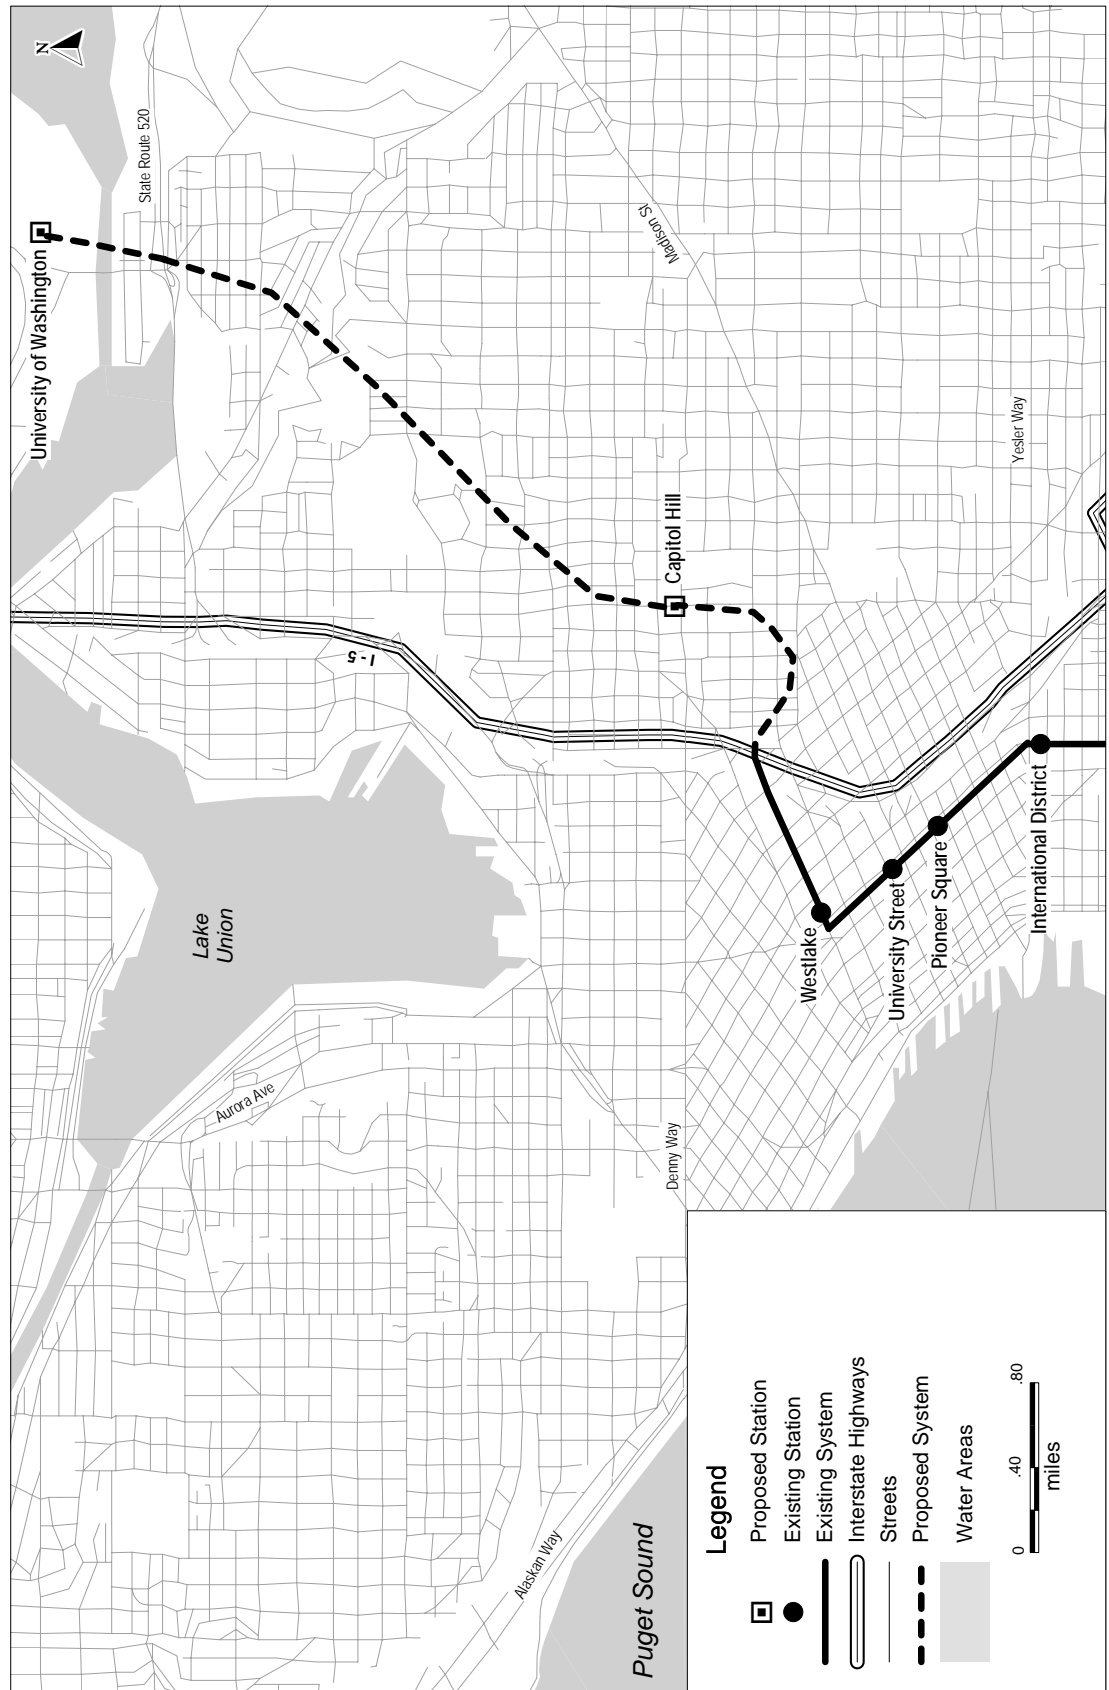 N
State Route 520
University of Washington
Madison St
Yesler Way
Capitol Hill
I - 5
International District
Pioneer Square
University Street
Westlake
Lake
Union
Aurora Ave
Denny Way
Alaskan Way
Puget Sound
Legend
Proposed Station
Existing Station
Existing System
Interstate Highways
Streets
Proposed System
Water Areas
0 .40 .80
miles